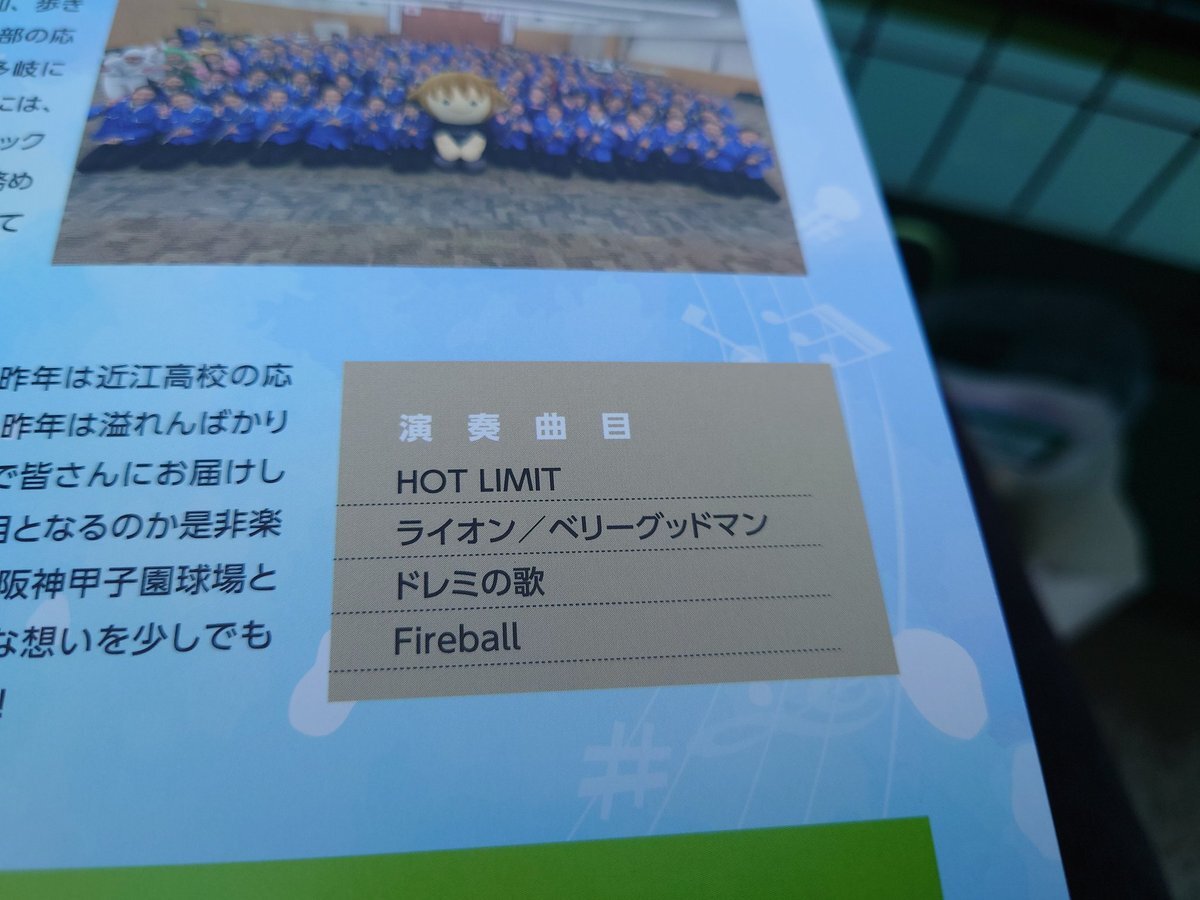 歩き
部の応
多岐に
には、
ック
務め
て
昨年は近江高校の応
昨年は溢れんばかり
で皆さんにお届けし
目となるのか是非楽
阪神甲子園球場と
な想いを少しでも
!
演奏曲目
HOT LIMIT
ライオン／ベリーグッドマン
ドレミの歌
Fireball